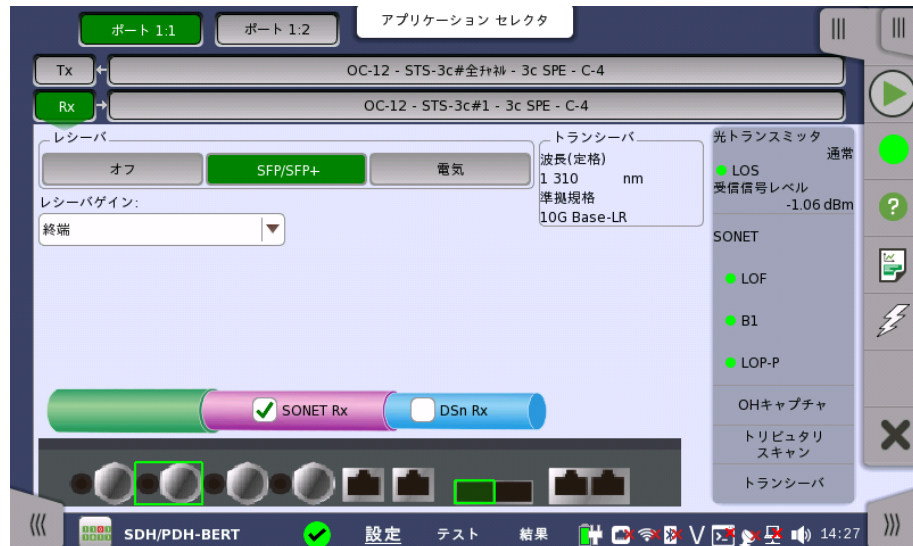 アプリケーション セレクタ
ポート 1:1
ポート 1:2
Tx
OC-12 - STS-3c#全ﾁｬﾈﾙ - 3c SPE - C-4
Rx
OC-12 - STS-3c#1 - 3c SPE - C-4
レシーバ
オフ
SFP/SFP+
電気
レシーバゲイン:
終端
トランシーバ
波長(定格)
1 310 nm
準拠規格
10G Base-LR
光トランスミッタ
通常
LOS
受信信号レベル
-1.06 dBm
SONET
LOF
B1
LOP-P
OHキャプチャ
トリビュタリ
スキャン
トランシーバ
SONET Rx
DSn Rx
SDH/PDH-BERT
設定
テスト
結果
14:27